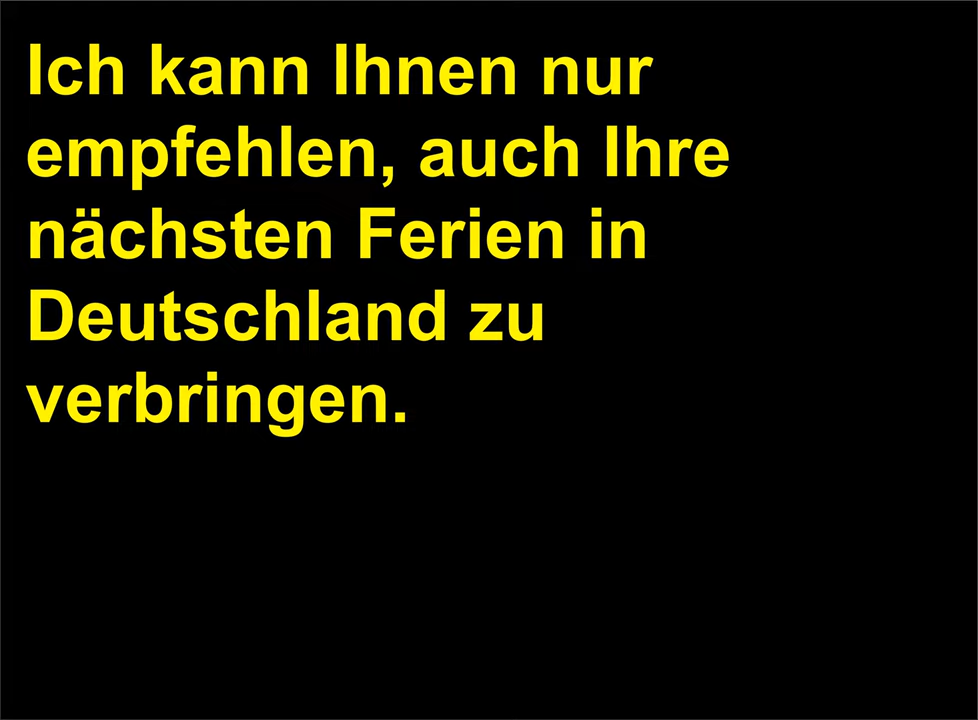 Ich kann Ihnen nur
empfehlen, auch Ihre
nächsten Ferien in
Deutschland zu
verbringen.